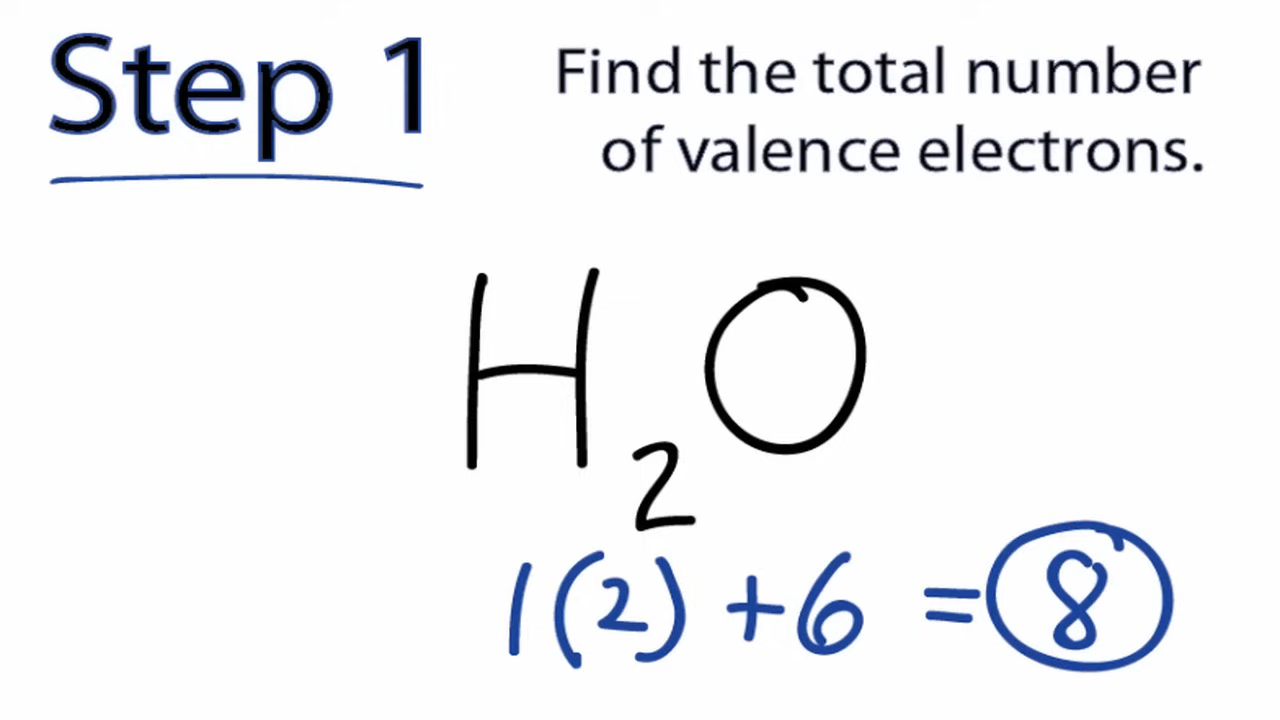 Step 1
Find the total number
of valence electrons.
H₂O
1(2) + 6 = 8